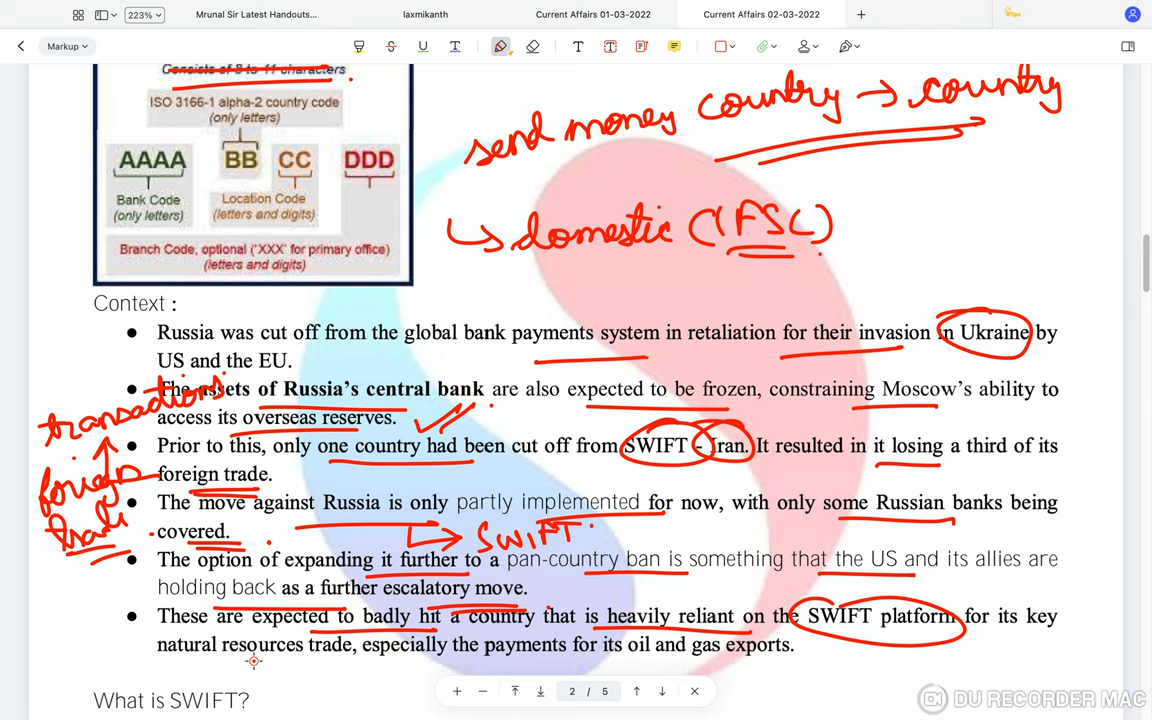 223%
Mrunal Sir Latest Handouts...
laxmikanth
Current Affairs 01-03-2022
Current Affairs 02-03-2022
Markup
Consists of 8 to 11 characters
ISO 3166-1 alpha-2 country code
(only letters)
AAAA BB CC DDD
Bank Code
(only letters)
Location Code
(letters and digits)
Branch Code, optional ('XXX' for primary office)
(letters and digits)
send money country → country
domestic (IFSC)
Context :
● Russia was cut off from the global bank payments system in retaliation for their invasion in Ukraine by
US and the EU.
● The assets of Russia's central bank are also expected to be frozen, constraining Moscow's ability to
access its overseas reserves.
● Prior to this, only one country had been cut off from SWIFT - Iran. It resulted in it losing a third of its
foreign trade.
● The move against Russia is only partly implemented for now, with only some Russian banks being
covered.
● The option of expanding it further to a pan-country ban is something that the US and its allies are
holding back as a further escalatory move.
● These are expected to badly hit a country that is heavily reliant on the SWIFT platform for its key
natural resources trade, especially the payments for its oil and gas exports.
transactions
foreign
trade
SWIFT
What is SWIFT?
2 / 5
DU RECORDER MAC